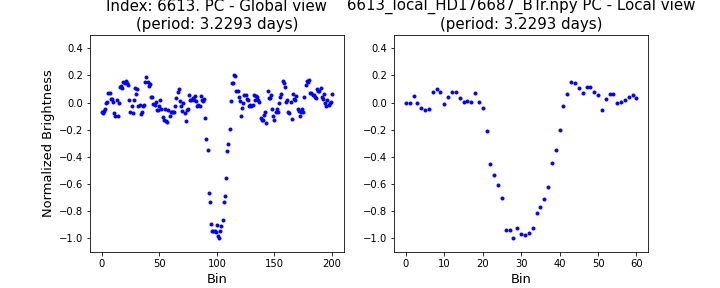 Index: 6613. PC - Global view
(period: 3.2293 days)
6613_local_HD176687_BTr.npy PC - Local view
(period: 3.2293 days)
Normalized Brightness
0.4
0.2
0.0
−0.2
−0.4
−0.6
−0.8
−1.0
0 50 100 150 200
Bin
0.4
0.2
0.0
−0.2
−0.4
−0.6
−0.8
−1.0
0 10 20 30 40 50 60
Bin